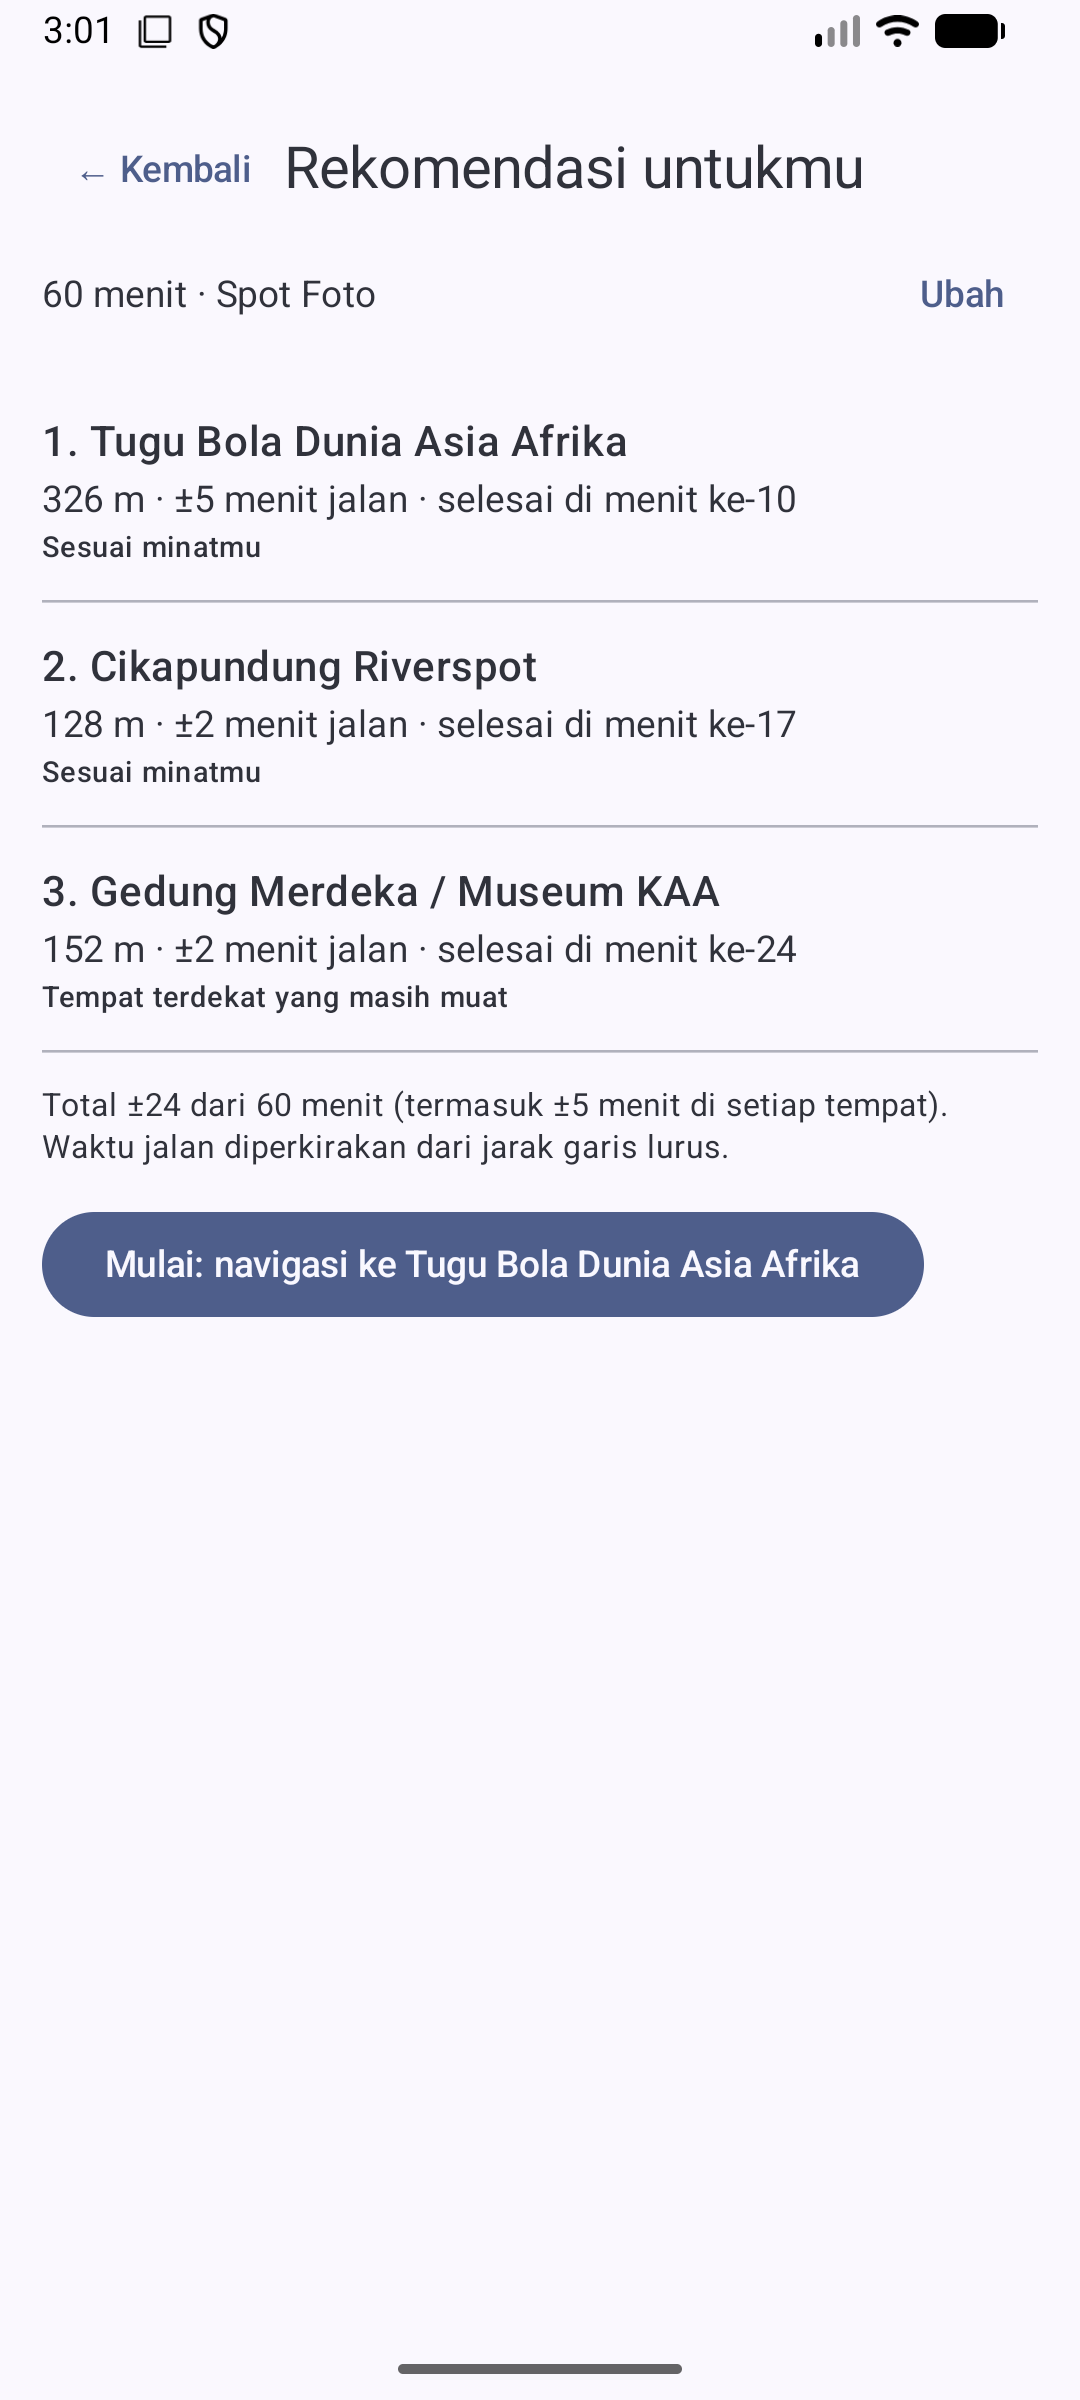 3:01
← Kembali Rekomendasi untukmu
60 menit · Spot Foto
Ubah
1. Tugu Bola Dunia Asia Afrika
326 m · ±5 menit jalan · selesai di menit ke-10
Sesuai minatmu
2. Cikapundung Riverspot
128 m · ±2 menit jalan · selesai di menit ke-17
Sesuai minatmu
3. Gedung Merdeka / Museum KAA
152 m · ±2 menit jalan · selesai di menit ke-24
Tempat terdekat yang masih muat
Total ±24 dari 60 menit (termasuk ±5 menit di setiap tempat).
Waktu jalan diperkirakan dari jarak garis lurus.
Mulai: navigasi ke Tugu Bola Dunia Asia Afrika